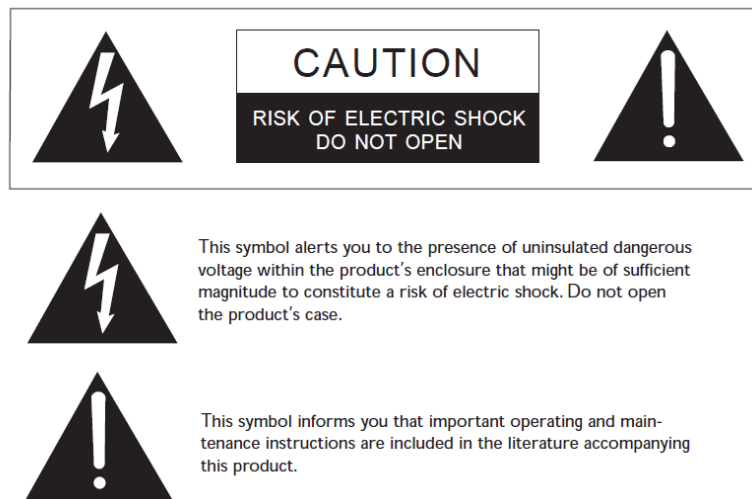 CAUTION
RISK OF ELECTRIC SHOCK
DO NOT OPEN
This symbol alerts you to the presence of uninsulated dangerous
voltage within the product’s enclosure that might be of sufficient
magnitude to constitute a risk of electric shock. Do not open
the product’s case.
This symbol informs you that important operating and main-
tenance instructions are included in the literature accompanying
this product.